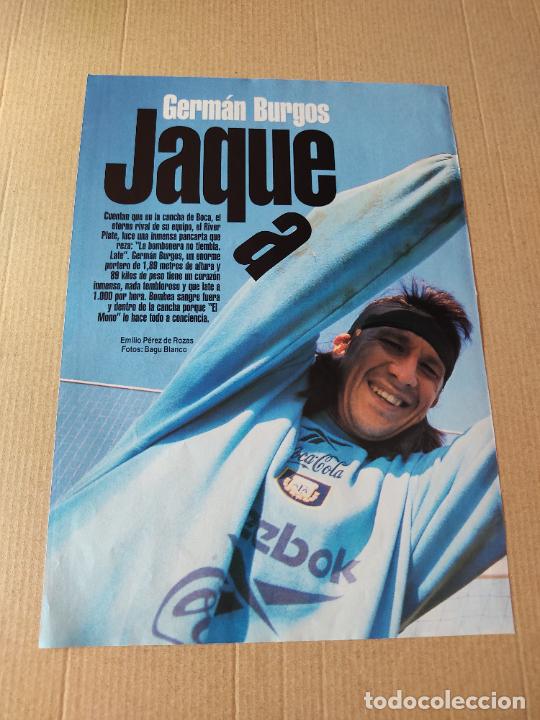 Germán Burgos
Jaque
a
Cuentan que en la cancha de Boca, el
eterno rival de su equipo, el River
Plate, luce una inmensa pancarta que
reza: "La bombonera no tiembla.
Late". Germán Burgos, un enorme
portero de 1,89 metros de altura y
89 kilos de peso tiene un corazón
inmenso, nada tembloroso y que late a
1.000 por hora. Bombea sangre fuera
y dentro de la cancha porque "El
Mono" lo hace todo a conciencia.
Emilio Pérez de Rozas
Fotos: Bagu Blanco
Coca-Cola
ebok
todocoleccion
todocoleccion.net